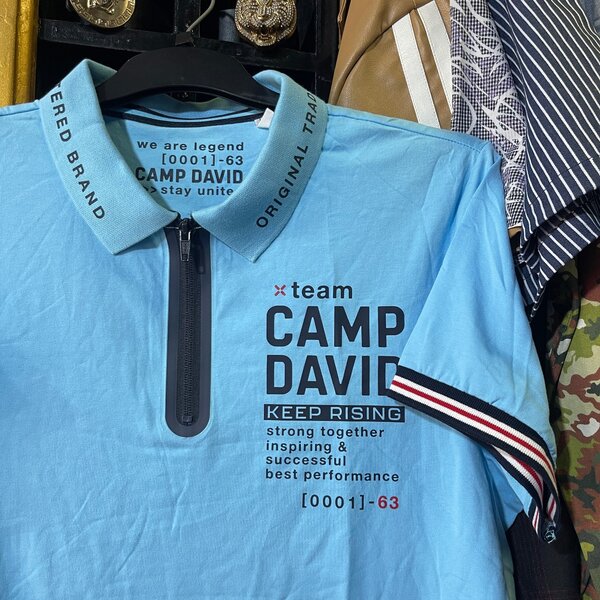 ERED BRAND
ORIGINAL TRAD
we are legend
[0001]-63
CAMP DAVID
> stay unite
team
CAMP
DAVID
KEEP RISING
strong together
inspiring &
successful
best performance
[0001]-63